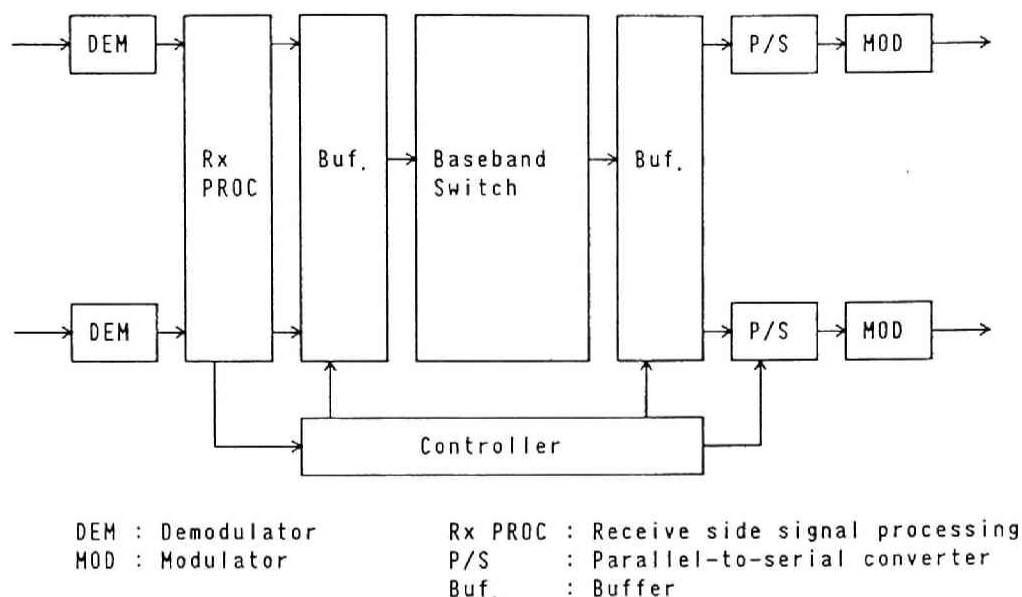 DEM
P/S
MOD
Rx
PROC
Buf.
Baseband
Switch
Buf.
DEM
P/S
MOD
Controller
DEM : Demodulator
MOD : Modulator
Rx PROC : Receive side signal processing
P/S : Parallel-to-serial converter
Buf. : Buffer